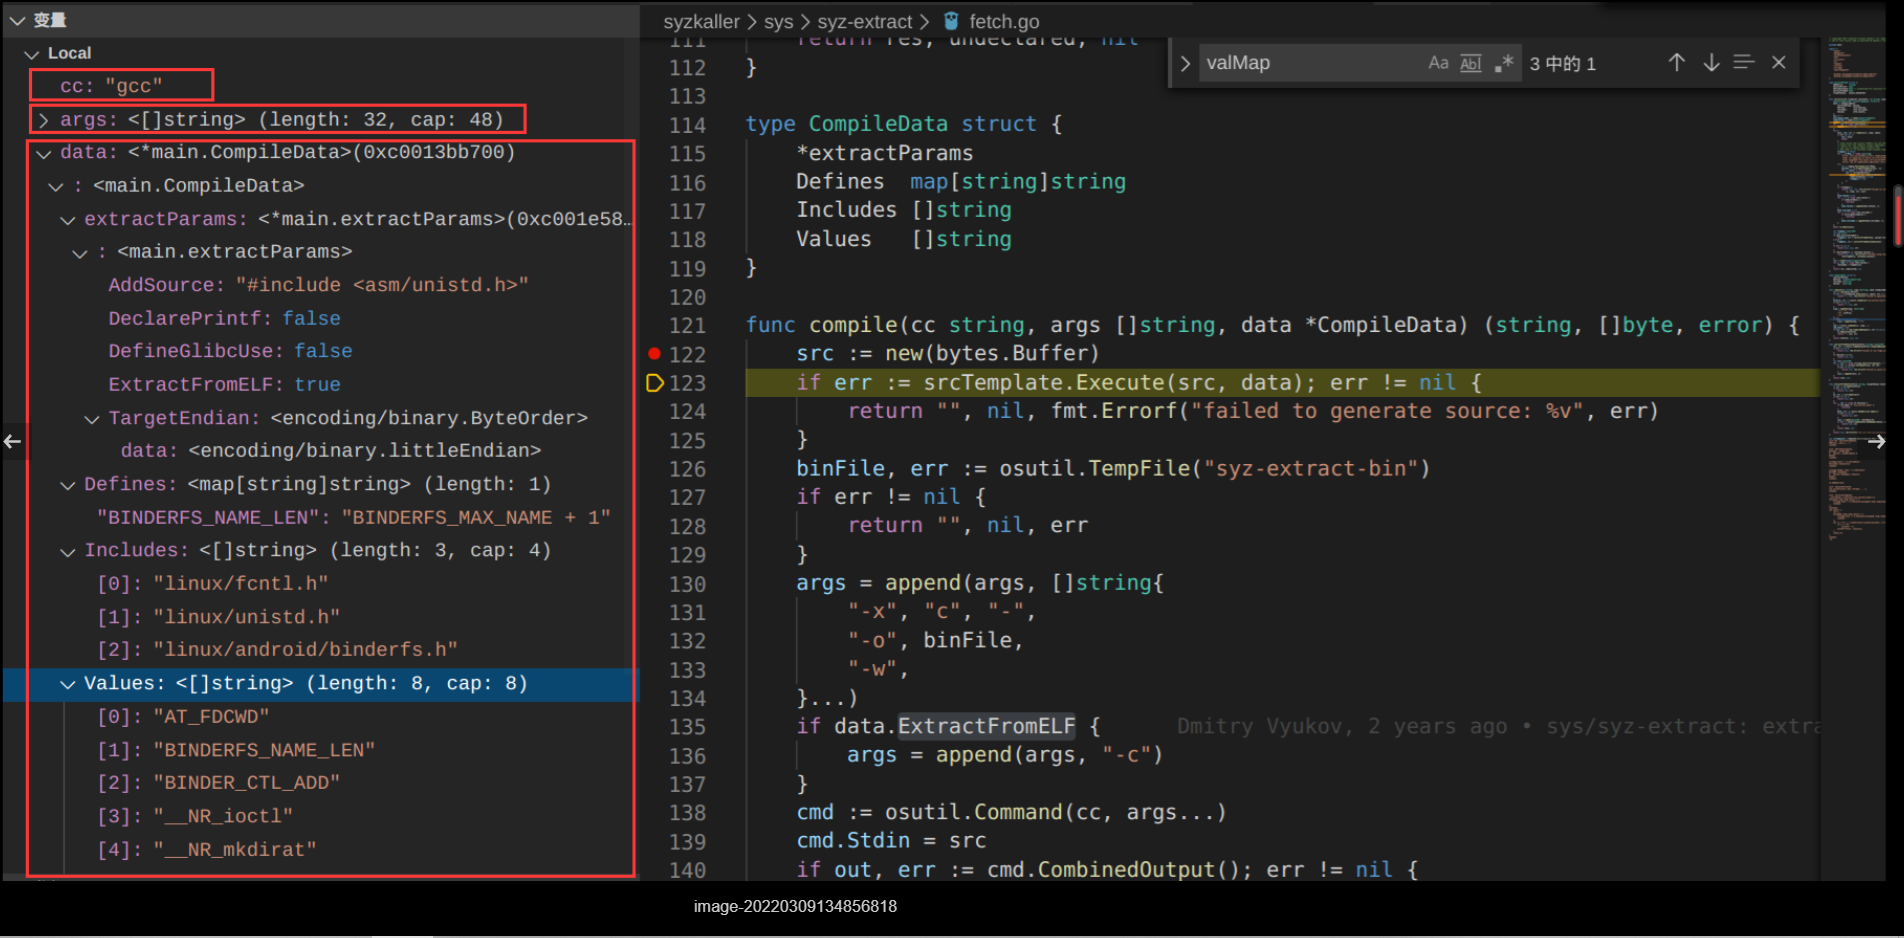 变量
Local
cc: "gcc"
args: <[]string> (length: 32, cap: 48)
data: <*main.CompileData>(0xc0013bb700)
: <main.CompileData>
extractParams: <*main.extractParams>(0xc001e58…
: <main.extractParams>
AddSource: "#include <asm/unistd.h>"
DeclarePrintf: false
DefineGlibcUse: false
ExtractFromELF: true
TargetEndian: <encoding/binary.ByteOrder>
data: <encoding/binary.littleEndian>
Defines: <map[string]string> (length: 1)
"BINDERFS_NAME_LEN": "BINDERFS_MAX_NAME + 1"
Includes: <[]string> (length: 3, cap: 4)
[0]: "linux/fcntl.h"
[1]: "linux/unistd.h"
[2]: "linux/android/binderfs.h"
Values: <[]string> (length: 8, cap: 8)
[0]: "AT_FDCWD"
[1]: "BINDERFS_NAME_LEN"
[2]: "BINDER_CTL_ADD"
[3]: "__NR_ioctl"
[4]: "__NR_mkdirat"
syzkaller > sys > syz-extract > fetch.go
valMap Aa Abl .* 3 中的 1
111 return res, undeclared, nil
112 }
113
114 type CompileData struct {
115 *extractParams
116 Defines map[string]string
117 Includes []string
118 Values []string
119 }
120
121 func compile(cc string, args []string, data *CompileData) (string, []byte, error) {
122 src := new(bytes.Buffer)
123 if err := srcTemplate.Execute(src, data); err != nil {
124 return "", nil, fmt.Errorf("failed to generate source: %v", err)
125 }
126 binFile, err := osutil.TempFile("syz-extract-bin")
127 if err != nil {
128 return "", nil, err
129 }
130 args = append(args, []string{
131 "-x", "c", "-",
132 "-o", binFile,
133 "-w",
134 }...)
135 if data.ExtractFromELF { Dmitry Vyukov, 2 years ago • sys/syz-extract: extra
136 args = append(args, "-c")
137 }
138 cmd := osutil.Command(cc, args...)
139 cmd.Stdin = src
140 if out, err := cmd.CombinedOutput(); err != nil {
image-20220309134856818